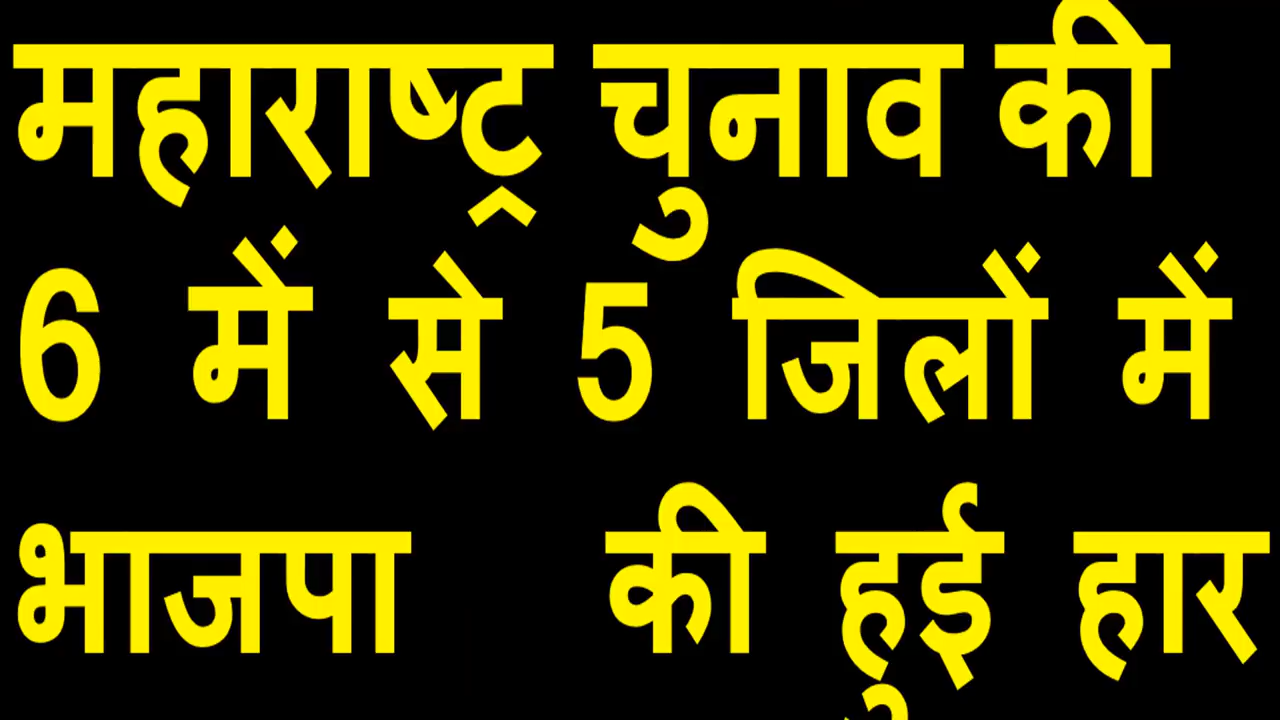 महाराष्ट्र चुनाव की
6 में से 5 जिलों में
भाजपा की हुई हार